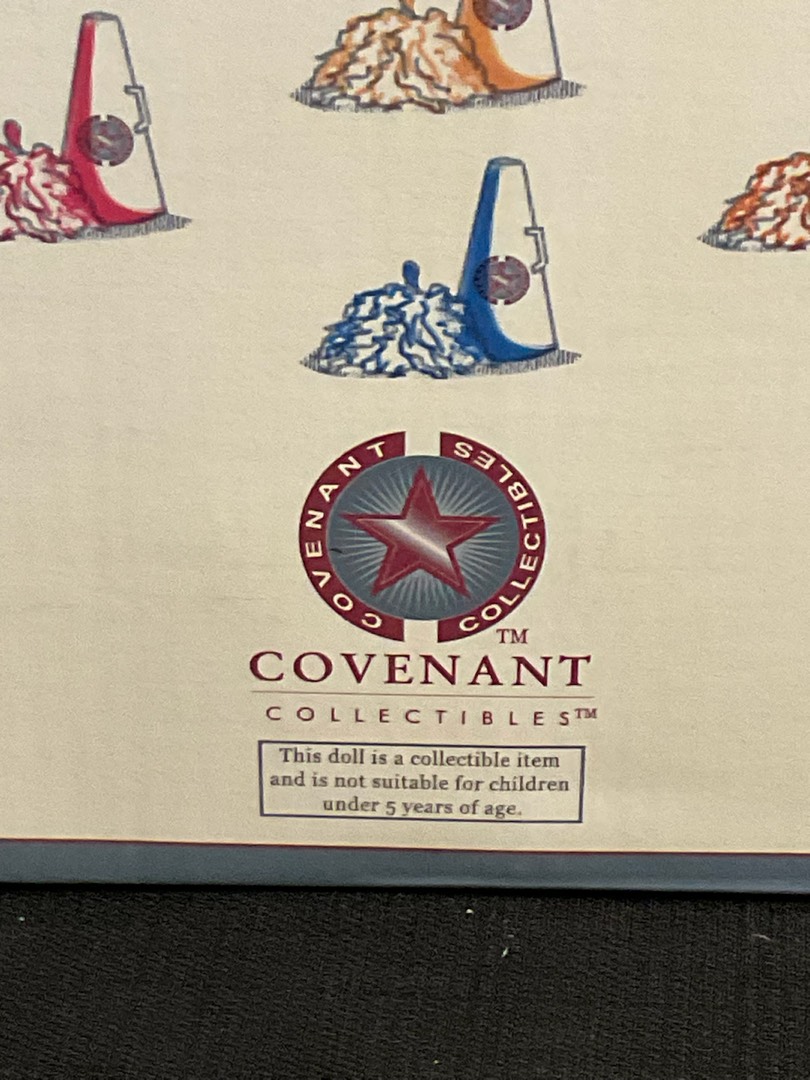 COVENANT
COLLECTIBLES
TM
COVENANT
COLLECTIBLES™
This doll is a collectible item
and is not suitable for children
under 5 years of age.